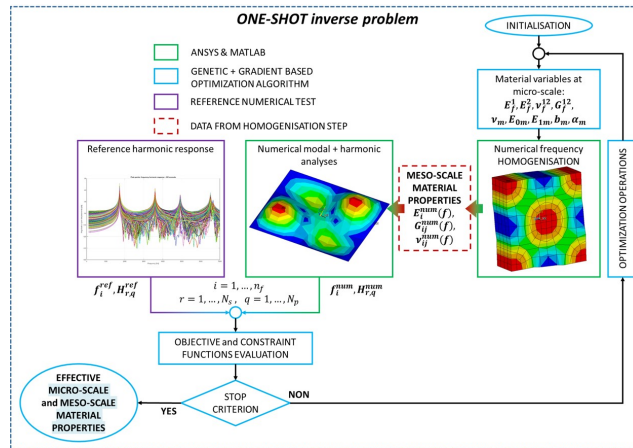 ONE-SHOT inverse problem
INITIALISATION
ANSYS & MATLAB
GENETIC + GRADIENT BASED
OPTIMIZATION ALGORITHM
REFERENCE NUMERICAL TEST
DATA FROM HOMOGENISATION STEP
Material variables at
micro-scale:
E_f^1, E_f^2, ν_f^12, G_f^12,
ν_m, E_0m, E_1m, b_m, α_m
Reference harmonic response
Numerical modal + harmonic
analyses
MESO-SCALE
MATERIAL
PROPERTIES
E_i^num(f),
G_ij^num(f),
ν_ij^num(f)
Numerical frequency
HOMOGENISATION
OPTIMIZATION OPERATIONS
f_i^ref, H_r,q^ref
i = 1, …, n_f
r = 1, …, N_s, q = 1, …, N_p
f_i^num, H_r,q^num
OBJECTIVE and CONSTRAINT
FUNCTIONS EVALUATION
STOP
CRITERION
YES
NON
EFFECTIVE
MICRO-SCALE
and MESO-SCALE
MATERIAL
PROPERTIES